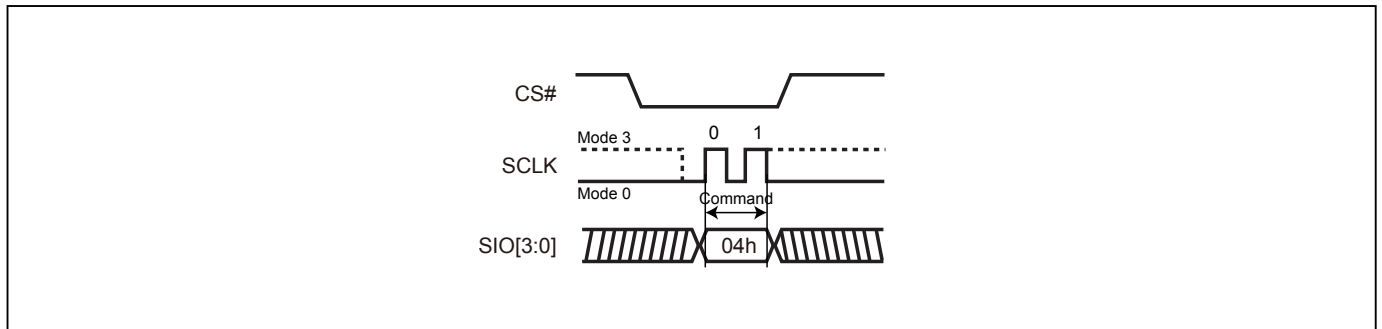 CS#
Mode 3
0 1
SCLK
Mode 0
Command
SIO[3:0]
04h